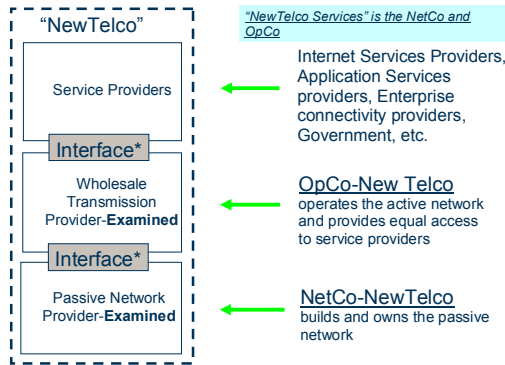 “NewTelco”
“NewTelco Services” is the NetCo and
OpCo
Service Providers
Internet Services Providers,
Application Services
providers, Enterprise
connectivity providers,
Government, etc.
Interface*
Wholesale
Transmission
Provider-Examined
OpCo-New Telco
operates the active network
and provides equal access
to service providers
Interface*
Passive Network
Provider-Examined
NetCo-NewTelco
builds and owns the passive
network